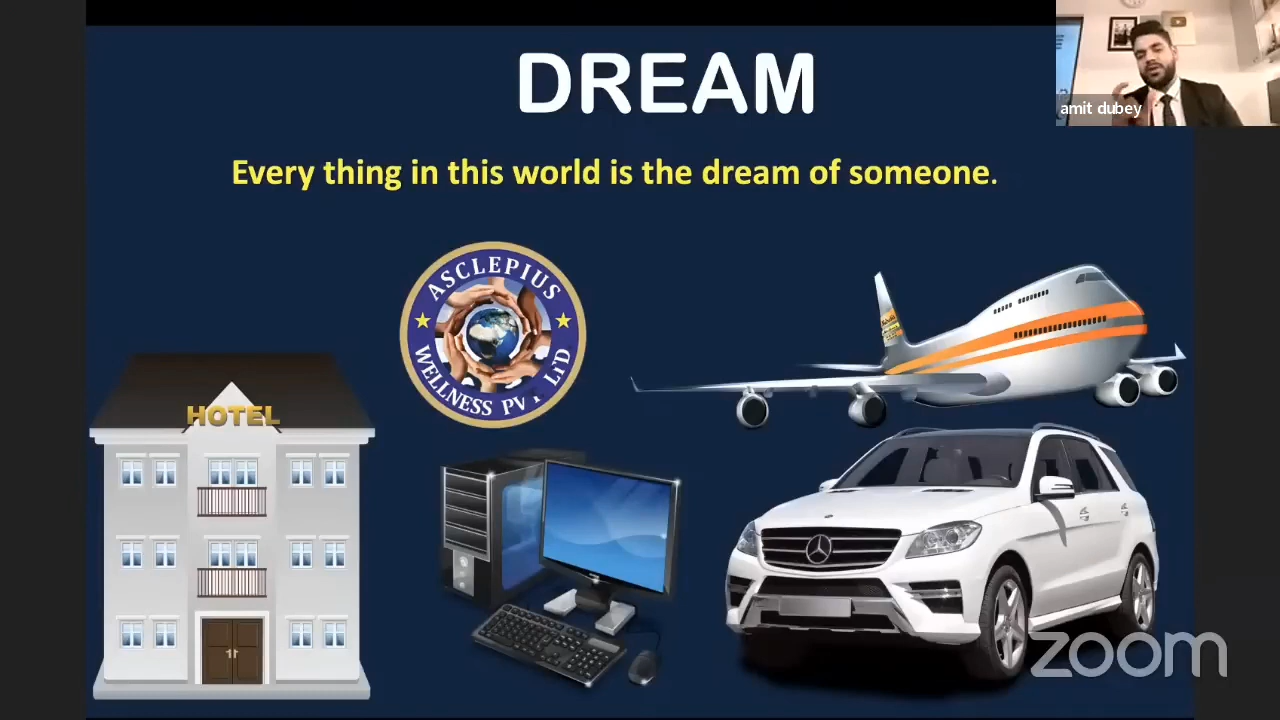 DREAM
amit dubey
Every thing in this world is the dream of someone.
ASCLEPIUS
WELLNESS PVT LTD
HOTEL
zoom